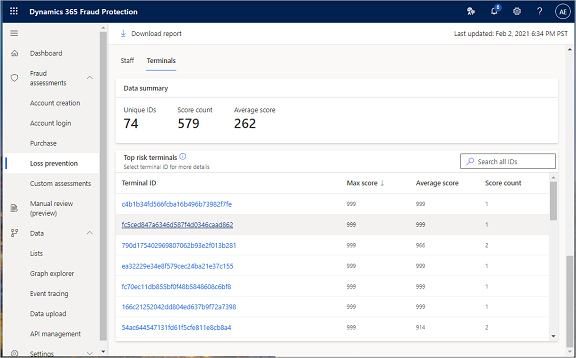 Dynamics 365 Fraud Protection
6
?
AE
Download report
Last updated: Feb 2, 2021 6:34 PM PST
Dashboard
Fraud assessments
Account creation
Account login
Purchase
Loss prevention
Custom assessments
Manual review (preview)
Data
Lists
Graph explorer
Event tracing
Data upload
API management
Settings
Staff
Terminals
Data summary
Unique IDs Score count Average score
74 579 262
Top risk terminals
Select terminal ID for more details
Search all IDs
Terminal ID Max score ↓ Average score Score count
c4b1b34fd566fcba16b496b73982f7fe 999 999 1
fc5ced847a6346d587f4d0346caad862 999 999 1
790d175402969807062b93e2f013b281 999 966 2
ea32229e34e8f579cec24ba21e37c155 999 999 1
fc70ec11db855bf0f48b5848608c6bf8 999 999 1
166c21252042dd804ed637b9f72a7398 999 999 1
54ac644547131fd61f5cfe811e8cb8a4 999 914 2